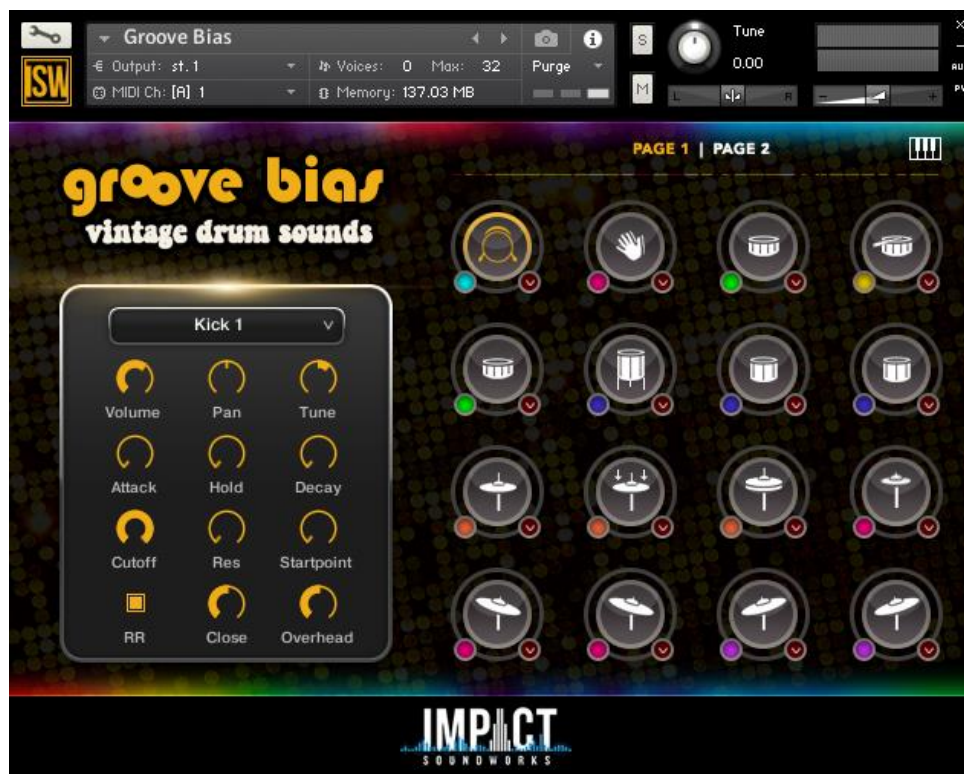 Groove Bias
Output: st.1
Voices: 0 Max: 32
Purge
MIDI Ch: [A] 1
Memory: 137.03 MB
ISW
S
M
Tune
0.00
L
R
AU
PV
PAGE 1 | PAGE 2
groove bias
vintage drum sounds
Kick 1
Volume Pan Tune
Attack Hold Decay
Cutoff Res Startpoint
RR Close Overhead
IMPACT
SOUNDWORKS